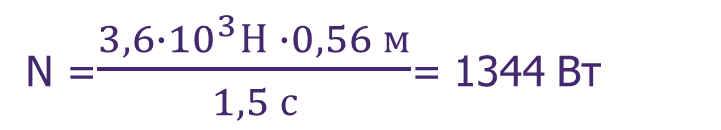 N = 3,6·10³ Н ·0,56 м / 1,5 с = 1344 Вт